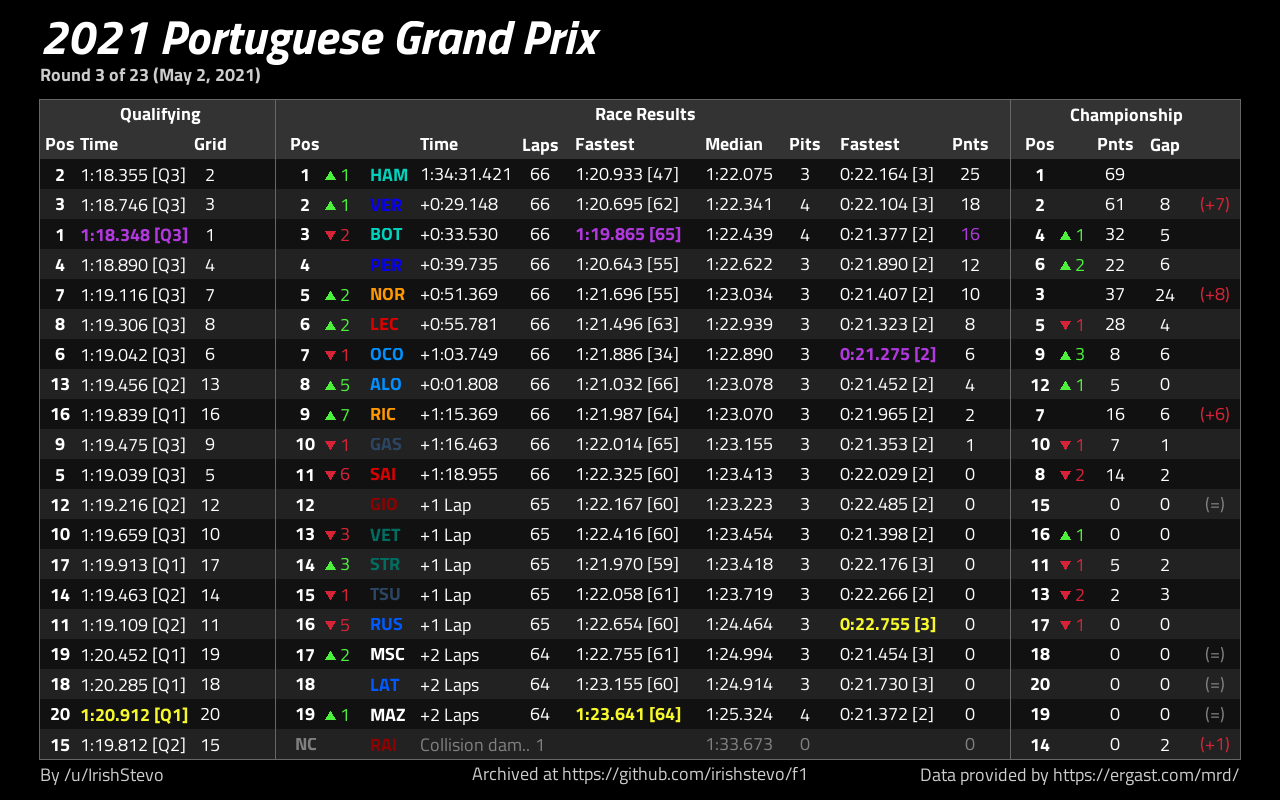 2021 Portuguese Grand Prix
Round 3 of 23 (May 2, 2021)
Qualifying Race Results Championship
Pos Time Grid Pos Time Laps Fastest Median Pits Fastest Pnts Pos Pnts Gap
2 1:18.355 [Q3] 2 1 ▲ 1 HAM 1:34:31.421 66 1:20.933 [47] 1:22.075 3 0:22.164 [3] 25 1 69
3 1:18.746 [Q3] 3 2 ▲ 1 VER +0:29.148 66 1:20.695 [62] 1:22.341 4 0:22.104 [3] 18 2 61 8 (+7)
1 1:18.348 [Q3] 1 3 ▼ 2 BOT +0:33.530 66 1:19.865 [65] 1:22.439 4 0:21.377 [2] 16 4 ▲ 1 32 5
4 1:18.890 [Q3] 4 4 PER +0:39.735 66 1:20.643 [55] 1:22.622 3 0:21.890 [2] 12 6 ▲ 2 22 6
7 1:19.116 [Q3] 7 5 ▲ 2 NOR +0:51.369 66 1:21.696 [55] 1:23.034 3 0:21.407 [2] 10 3 37 24 (+8)
8 1:19.306 [Q3] 8 6 ▲ 2 LEC +0:55.781 66 1:21.496 [63] 1:22.939 3 0:21.323 [2] 8 5 ▼ 1 28 4
6 1:19.042 [Q3] 6 7 ▼ 1 OCO +1:03.749 66 1:21.886 [34] 1:22.890 3 0:21.275 [2] 6 9 ▲ 3 8 6
13 1:19.456 [Q2] 13 8 ▲ 5 ALO +0:01.808 66 1:21.032 [66] 1:23.078 3 0:21.452 [2] 4 12 ▲ 1 5 0
16 1:19.839 [Q1] 16 9 ▲ 7 RIC +1:15.369 66 1:21.987 [64] 1:23.070 3 0:21.965 [2] 2 7 16 6 (+6)
9 1:19.475 [Q3] 9 10 ▼ 1 GAS +1:16.463 66 1:22.014 [65] 1:23.155 3 0:21.353 [2] 1 10 ▼ 1 7 1
5 1:19.039 [Q3] 5 11 ▼ 6 SAI +1:18.955 66 1:22.325 [60] 1:23.413 3 0:22.029 [2] 0 8 ▼ 2 14 2
12 1:19.216 [Q2] 12 12 GIO +1 Lap 65 1:22.167 [60] 1:23.223 3 0:22.485 [2] 0 15 0 0 (=)
10 1:19.659 [Q3] 10 13 ▼ 3 VET +1 Lap 65 1:22.416 [60] 1:23.454 3 0:21.398 [2] 0 16 ▲ 1 0 0
17 1:19.913 [Q1] 17 14 ▲ 3 STR +1 Lap 65 1:21.970 [59] 1:23.418 3 0:22.176 [3] 0 11 ▼ 1 5 2
14 1:19.463 [Q2] 14 15 ▼ 1 TSU +1 Lap 65 1:22.058 [61] 1:23.719 3 0:22.266 [2] 0 13 ▼ 2 2 3
11 1:19.109 [Q2] 11 16 ▼ 5 RUS +1 Lap 65 1:22.654 [60] 1:24.464 3 0:22.755 [3] 0 17 ▼ 1 0 0
19 1:20.452 [Q1] 19 17 ▲ 2 MSC +2 Laps 64 1:22.755 [61] 1:24.994 3 0:21.454 [3] 0 18 0 0 (=)
18 1:20.285 [Q1] 18 18 LAT +2 Laps 64 1:23.155 [60] 1:24.914 3 0:21.730 [3] 0 20 0 0 (=)
20 1:20.912 [Q1] 20 19 ▲ 1 MAZ +2 Laps 64 1:23.641 [64] 1:25.324 4 0:21.372 [2] 0 19 0 0 (=)
15 1:19.812 [Q2] 15 NC RAI Collision dam.. 1 1:33.673 0 0 14 0 2 (+1)
By /u/IrishStevo Archived at https://github.com/irishstevo/f1 Data provided by https://ergast.com/mrd/